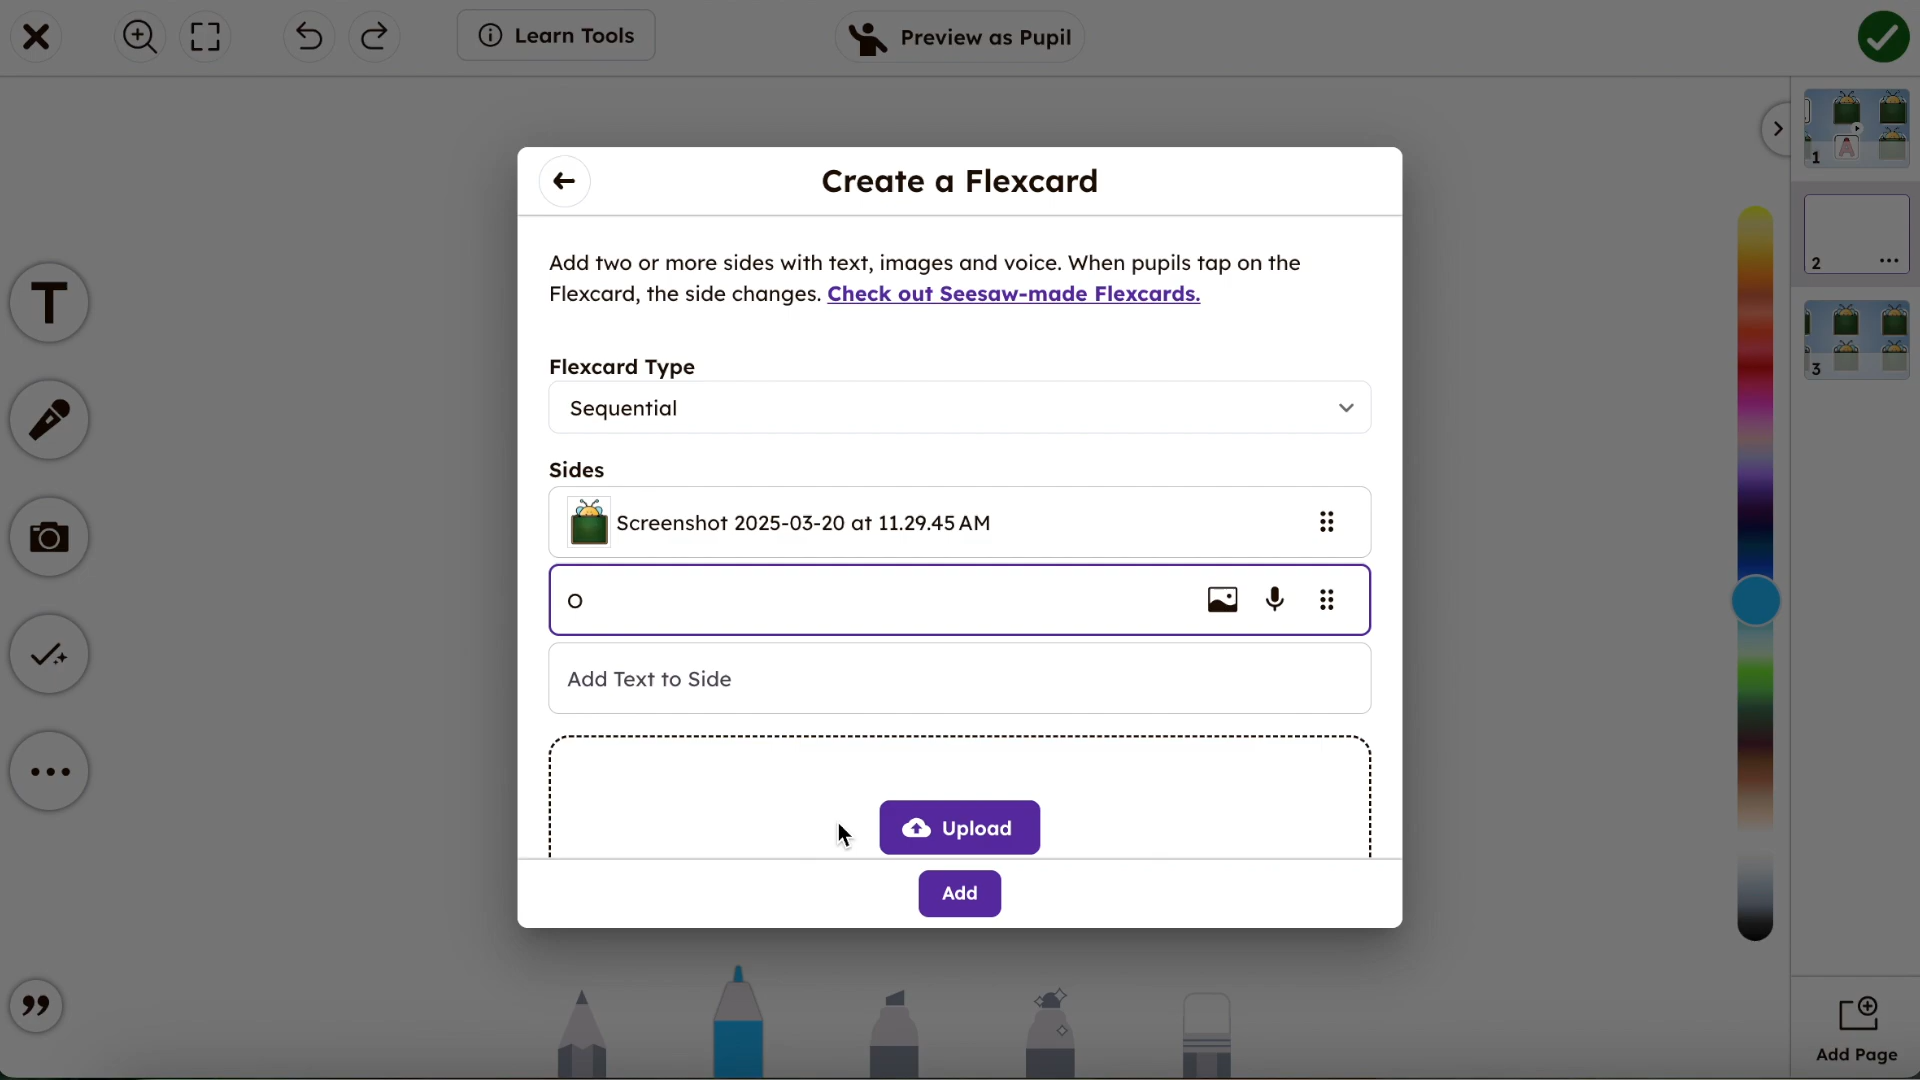 Learn Tools
Preview as Pupil
Create a Flexcard
Add two or more sides with text, images and voice. When pupils tap on the
Flexcard, the side changes. Check out Seesaw-made Flexcards.
Flexcard Type
Sequential
Sides
Screenshot 2025-03-20 at 11.29.45 AM
O
Add Text to Side
Upload
Add
T
1
A
2
3
Add Page